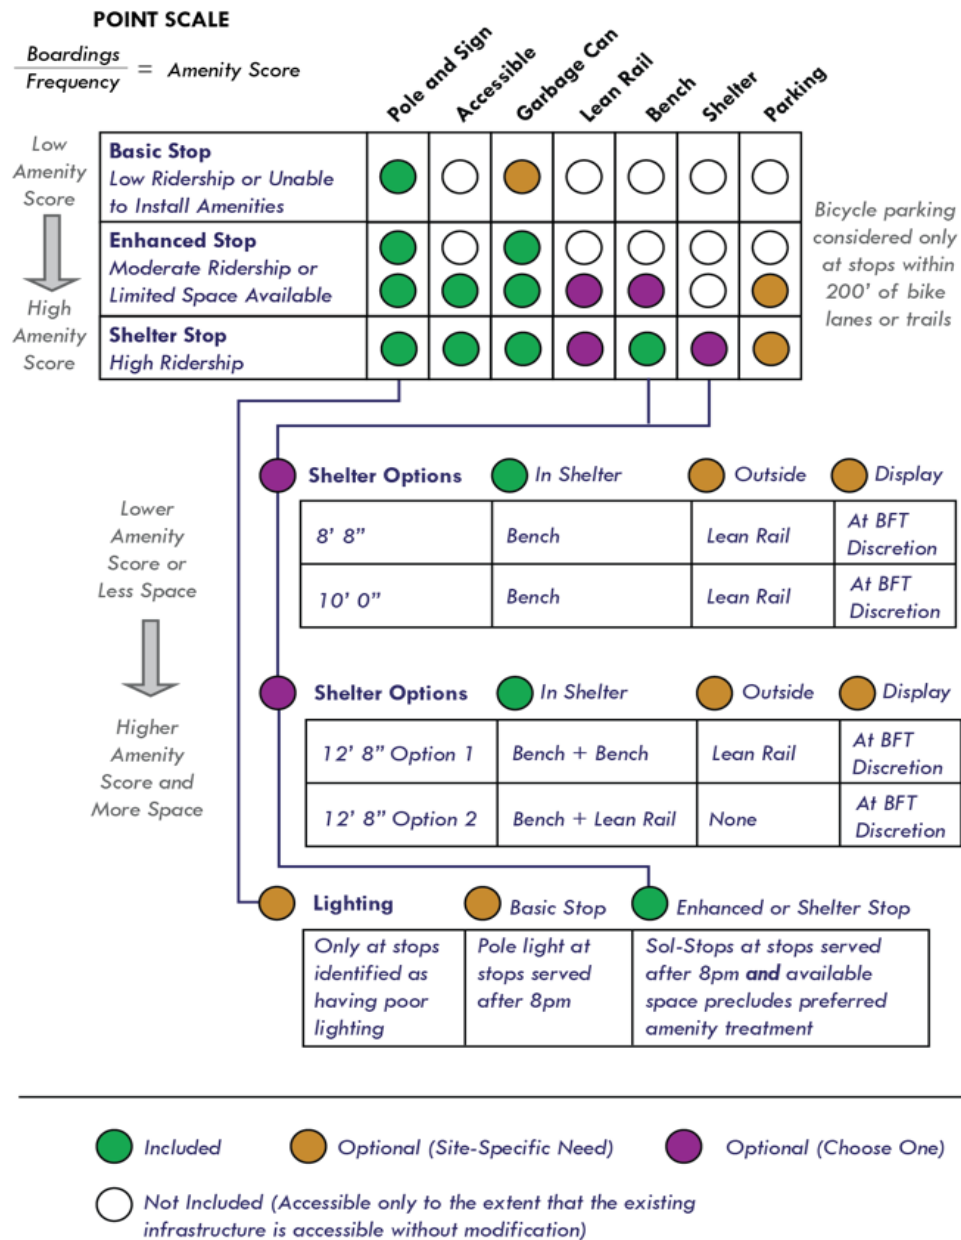 POINT SCALE
Boardings
Frequency
= Amenity Score
Pole and Sign
Accessible
Garbage Can
Lean Rail
Bench
Shelter
Parking
Low
Amenity
Score
High
Amenity
Score
Basic Stop
Low Ridership or Unable
to Install Amenities
Enhanced Stop
Moderate Ridership or
Limited Space Available
Shelter Stop
High Ridership
Bicycle parking
considered only
at stops within
200’ of bike
lanes or trails
Lower
Amenity
Score or
Less Space
Higher
Amenity
Score and
More Space
Shelter Options In Shelter Outside Display
8’ 8” Bench Lean Rail At BFT
Discretion
10’ 0” Bench Lean Rail At BFT
Discretion
Shelter Options In Shelter Outside Display
12’ 8” Option 1 Bench + Bench Lean Rail At BFT
Discretion
12’ 8” Option 2 Bench + Lean Rail None At BFT
Discretion
Lighting Basic Stop Enhanced or Shelter Stop
Only at stops
identified as
having poor
lighting
Pole light at
stops served
after 8pm
Sol-Stops at stops served
after 8pm and available
space precludes preferred
amenity treatment
Included Optional (Site-Specific Need) Optional (Choose One)
Not Included (Accessible only to the extent that the existing
infrastructure is accessible without modification)